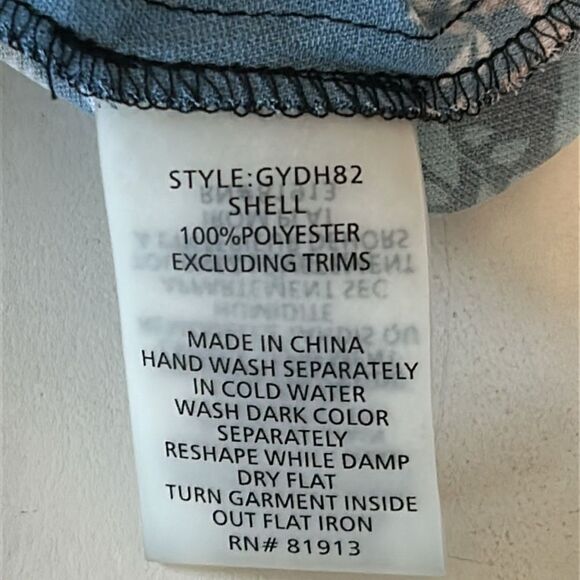 STYLE:GYDH82
SHELL
100%POLYESTER
EXCLUDING TRIMS
MADE IN CHINA
HAND WASH SEPARATELY
IN COLD WATER
WASH DARK COLOR
SEPARATELY
RESHAPE WHILE DAMP
DRY FLAT
TURN GARMENT INSIDE
OUT FLAT IRON
RN# 81913